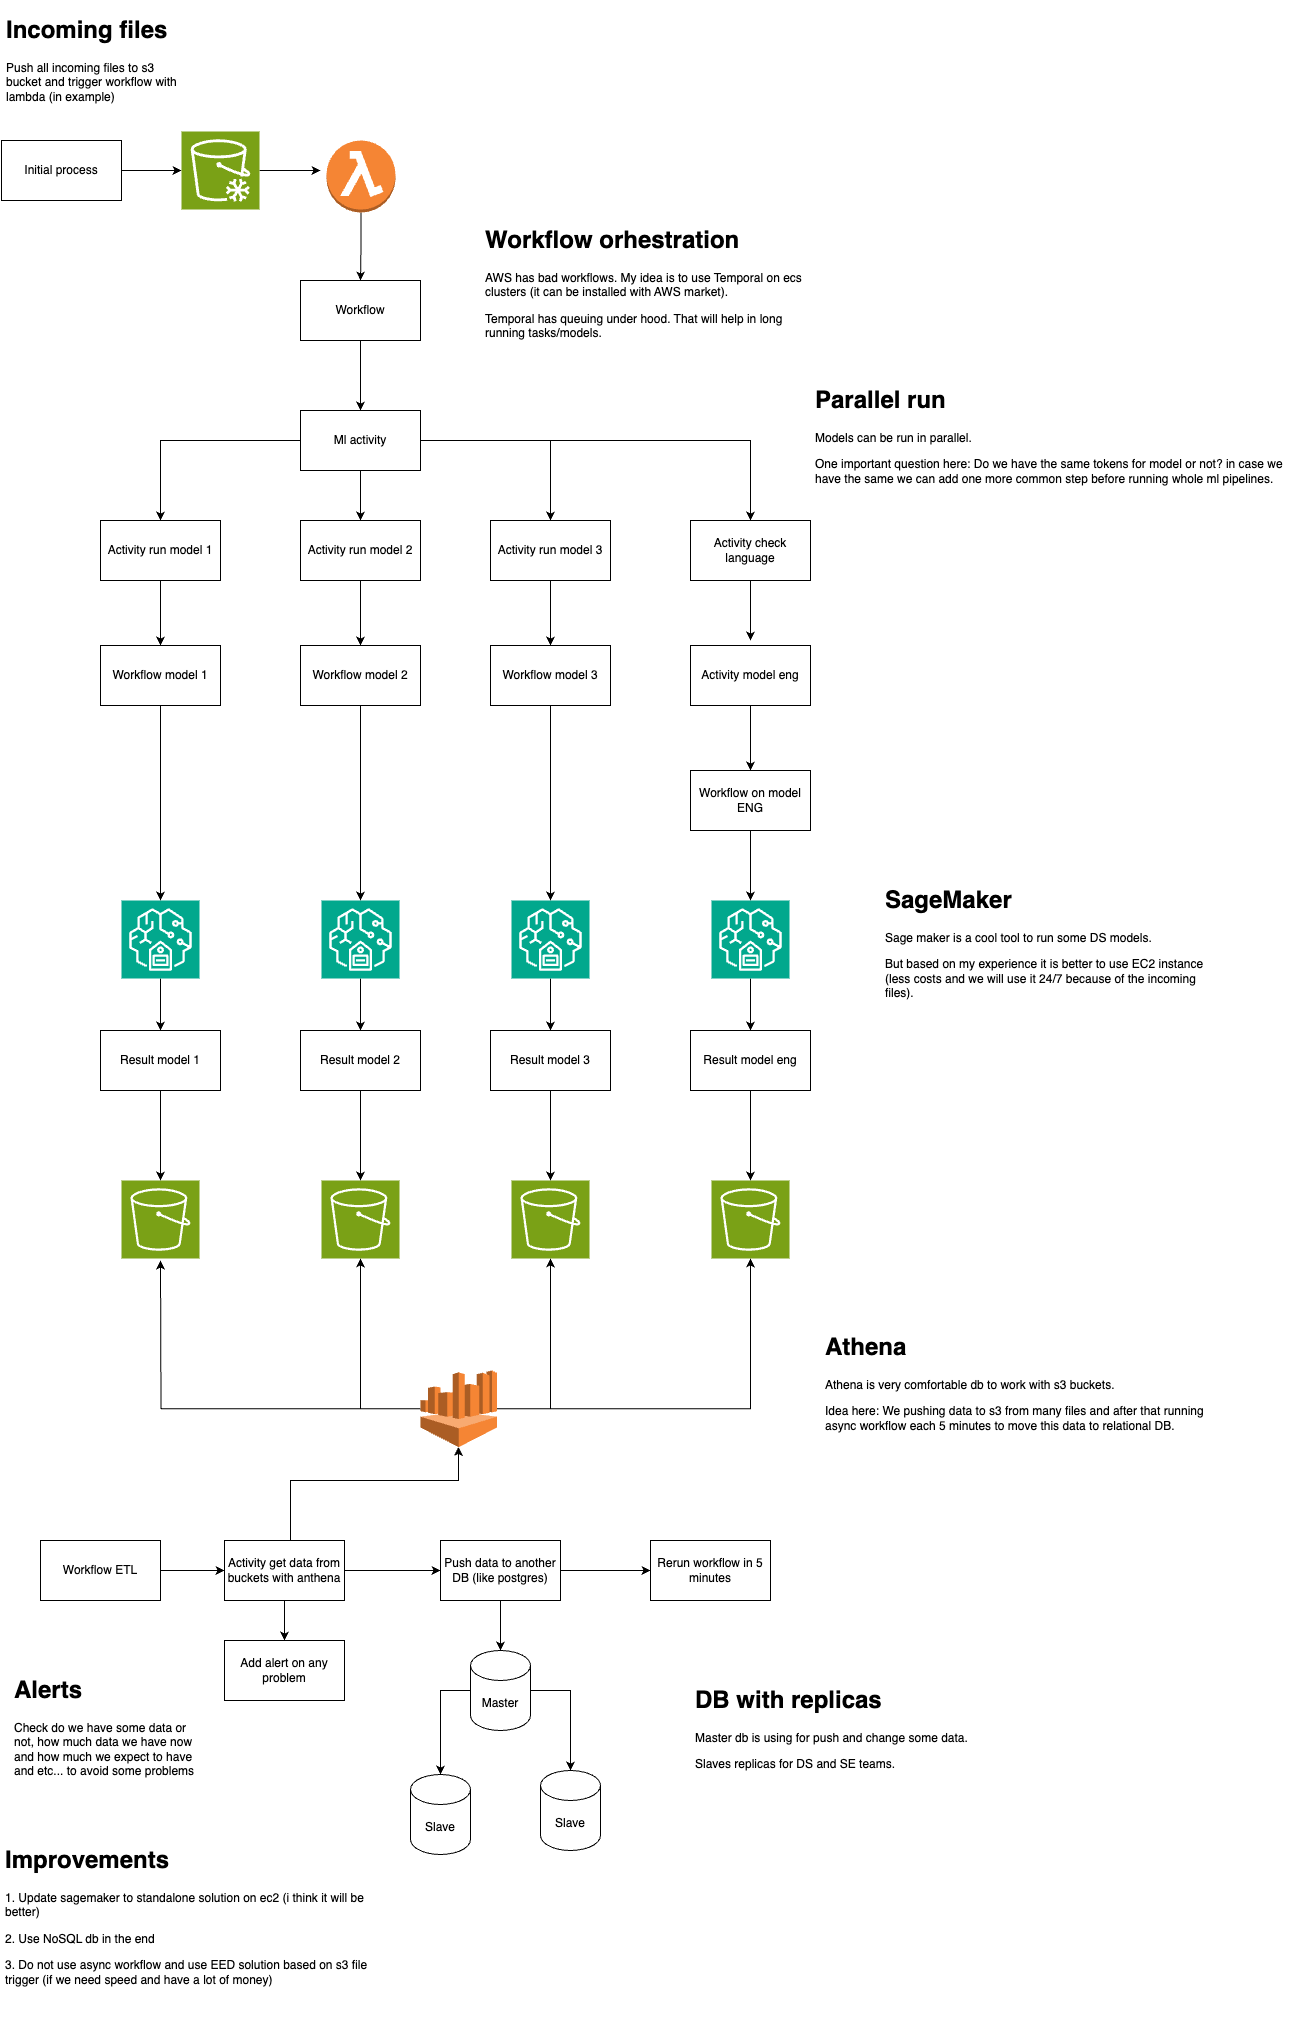 Incoming files
Push all incoming files to s3
bucket and trigger workflow with
lambda (in example)
Initial process
Workflow orhestration
AWS has bad workflows. My idea is to use Temporal on ecs
clusters (it can be installed with AWS market).
Temporal has queuing under hood. That will help in long
running tasks/models.
Workflow
Parallel run
Models can be run in parallel.
One important question here: Do we have the same tokens for model or not? in case we
have the same we can add one more common step before running whole ml pipelines.
Ml activity
Activity run model 1
Activity run model 2
Activity run model 3
Activity check
language
Workflow model 1
Workflow model 2
Workflow model 3
Activity model eng
Workflow on model
ENG
SageMaker
Sage maker is a cool tool to run some DS models.
But based on my experience it is better to use EC2 instance
(less costs and we will use it 24/7 because of the incoming
files).
Result model 1
Result model 2
Result model 3
Result model eng
Athena
Athena is very comfortable db to work with s3 buckets.
Idea here: We pushing data to s3 from many files and after that running
async workflow each 5 minutes to move this data to relational DB.
Workflow ETL
Activity get data from
buckets with anthena
Push data to another
DB (like postgres)
Rerun workflow in 5
minutes
Add alert on any
problem
Alerts
Check do we have some data or
not, how much data we have now
and how much we expect to have
and etc... to avoid some problems
Master
Slave
Slave
DB with replicas
Master db is using for push and change some data.
Slaves replicas for DS and SE teams.
Improvements
1. Update sagemaker to standalone solution on ec2 (i think it will be
better)
2. Use NoSQL db in the end
3. Do not use async workflow and use EED solution based on s3 file
trigger (if we need speed and have a lot of money)